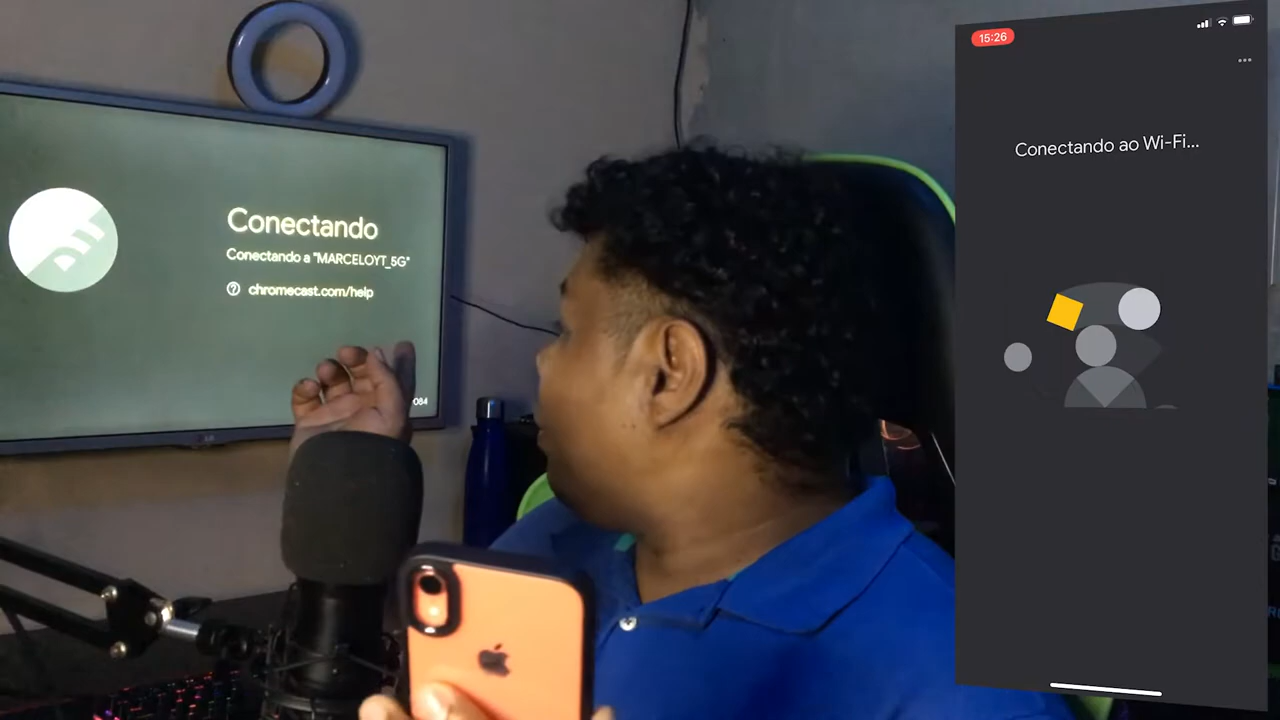 Conectando
Conectando a "MARCELOYT_5G"
chromecast.com/help
15:26
Conectando ao Wi-Fi...